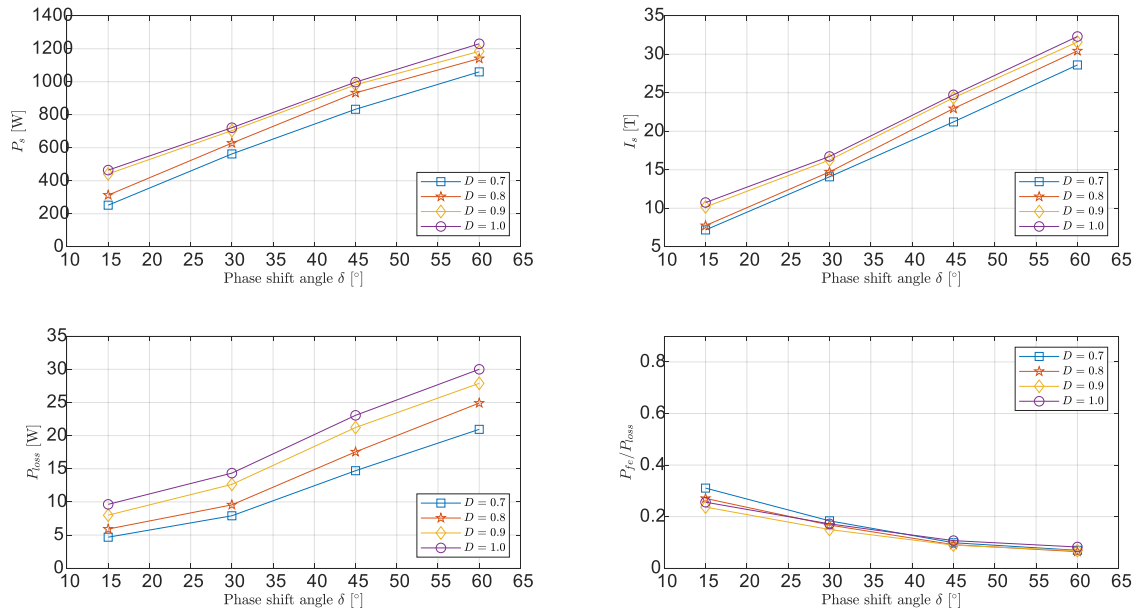 1400
1200
1000
800
600
400
200
0
P_s [W]
10 15 20 25 30 35 40 45 50 55 60 65
Phase shift angle δ [°]
D = 0.7
D = 0.8
D = 0.9
D = 1.0
35
30
25
20
15
10
5
I_s [T]
10 15 20 25 30 35 40 45 50 55 60 65
Phase shift angle δ [°]
D = 0.7
D = 0.8
D = 0.9
D = 1.0
35
30
25
20
15
10
5
0
P_loss [W]
10 15 20 25 30 35 40 45 50 55 60 65
Phase shift angle δ [°]
D = 0.7
D = 0.8
D = 0.9
D = 1.0
0.8
0.6
0.4
0.2
0
P_fe/P_loss
10 15 20 25 30 35 40 45 50 55 60 65
Phase shift angle δ [°]
D = 0.7
D = 0.8
D = 0.9
D = 1.0